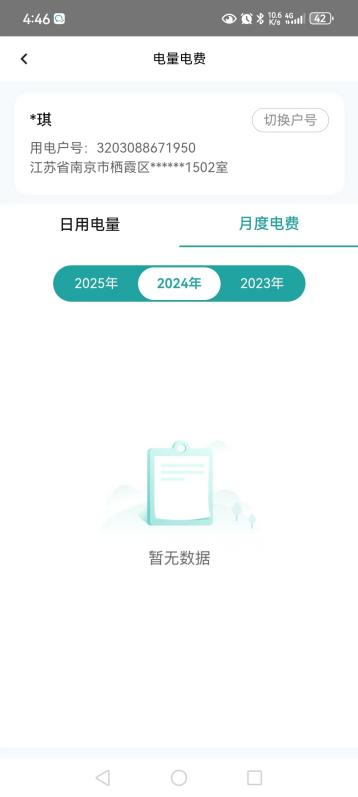 4:46
10.6 K/s 4G 42
电量电费
*琪
切换户号
用电户号：3203088671950
江苏省南京市栖霞区******1502室
日用电量 月度电费
2025年 2024年 2023年
暂无数据